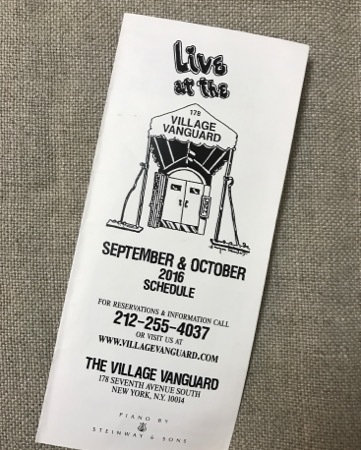 Live
at the
178
VILLAGE
VANGUARD
SEPTEMBER & OCTOBER
2016
SCHEDULE
FOR RESERVATIONS & INFORMATION CALL
212-255-4037
OR VISIT US AT
WWW.VILLAGEVANGUARD.COM
THE VILLAGE VANGUARD
178 SEVENTH AVENUE SOUTH
NEW YORK, N.Y. 10014
PIANO BY
STEINWAY & SONS